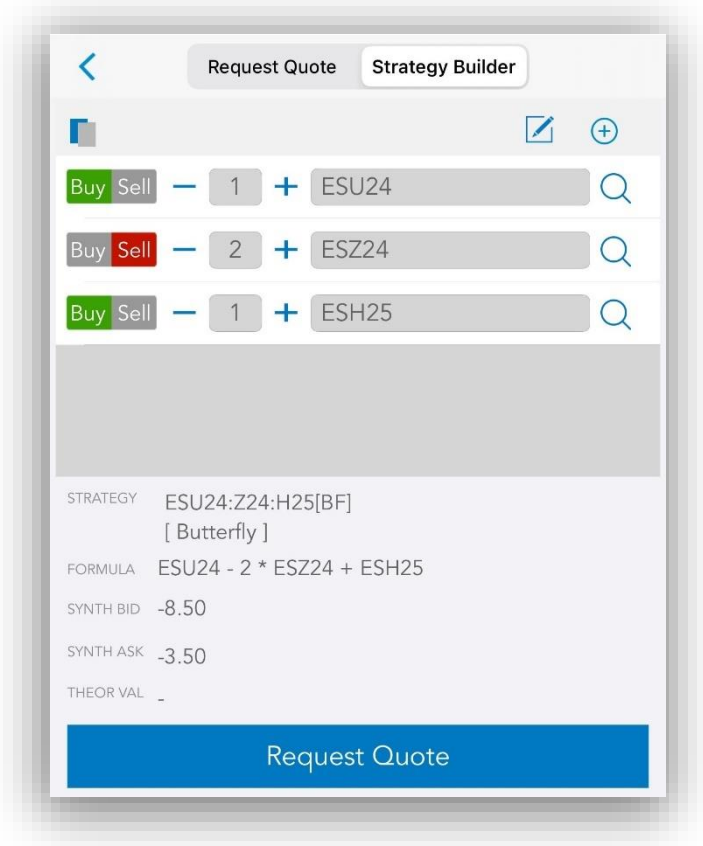 Request Quote Strategy Builder
Buy Sell − 1 + ESU24
Buy Sell − 2 + ESZ24
Buy Sell − 1 + ESH25
STRATEGY ESU24:Z24:H25[BF]
[ Butterfly ]
FORMULA ESU24 - 2 * ESZ24 + ESH25
SYNTH BID -8.50
SYNTH ASK -3.50
THEOR VAL -
Request Quote